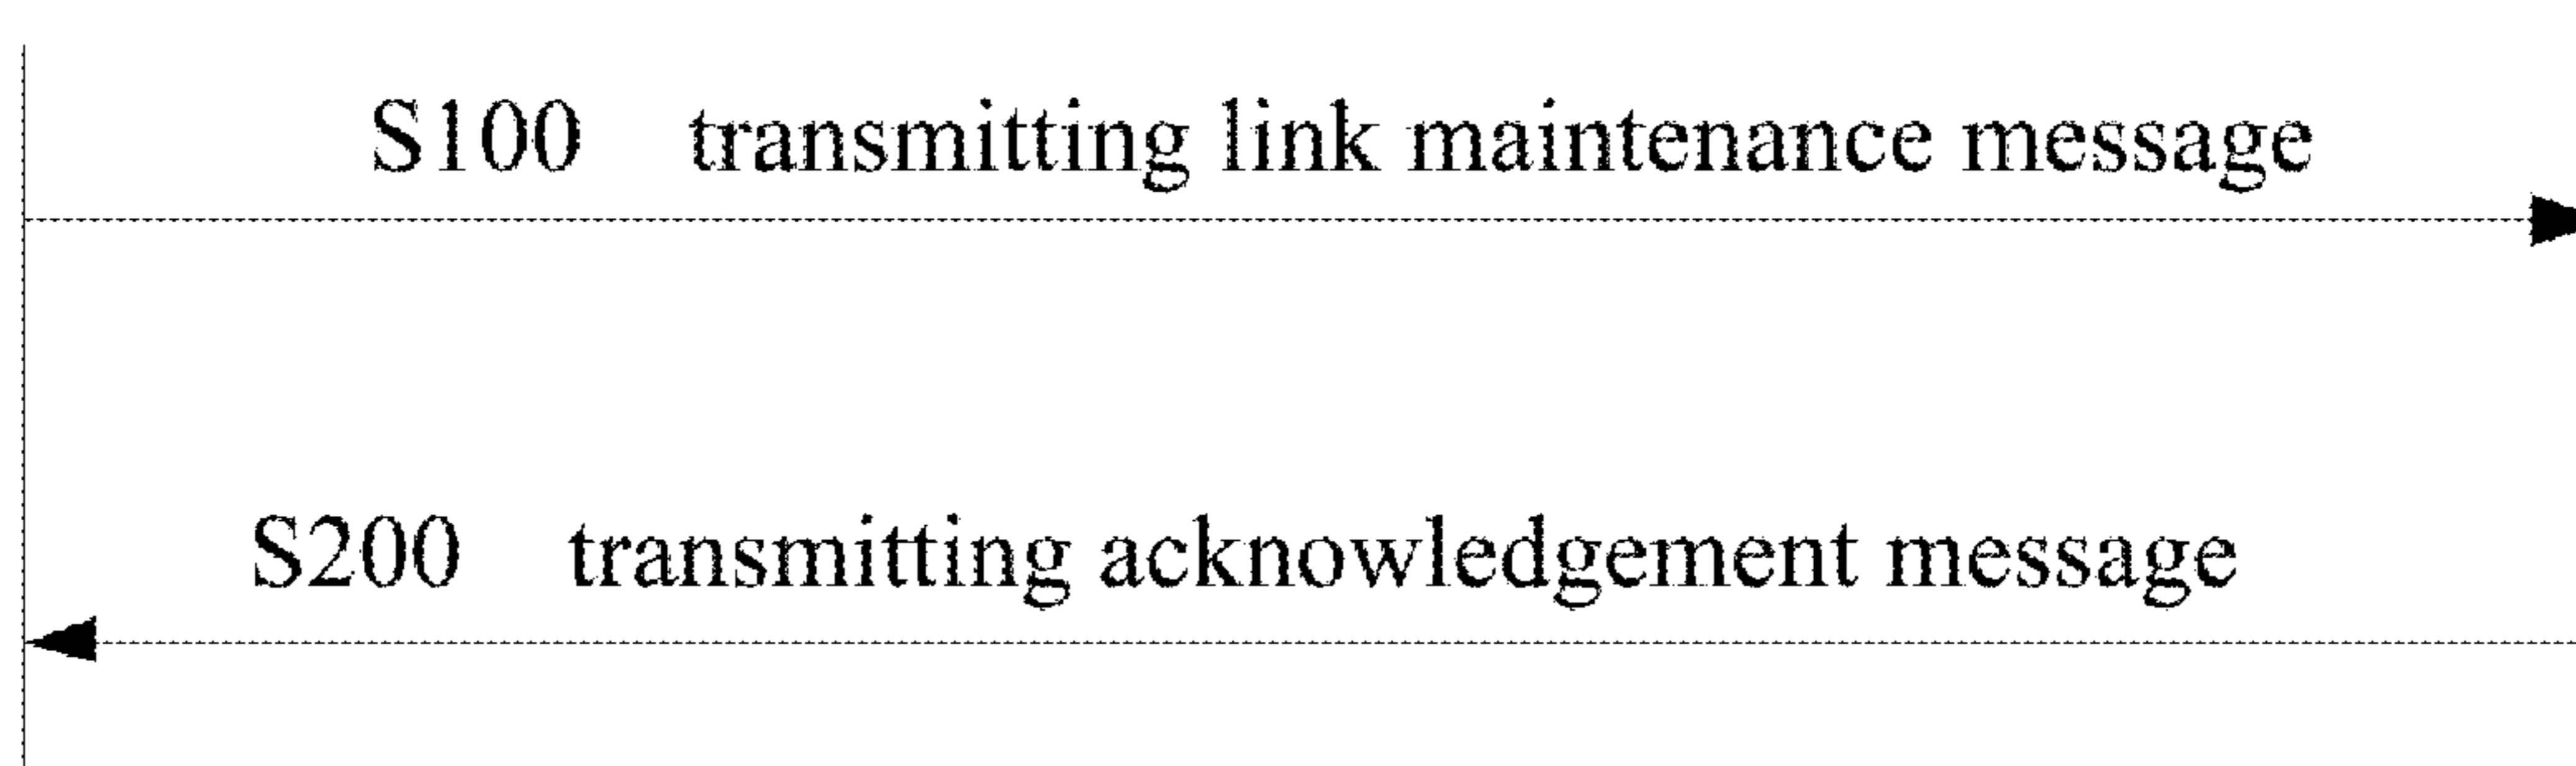 S100 transmitting link maintenance message
S200 transmitting acknowledgement message